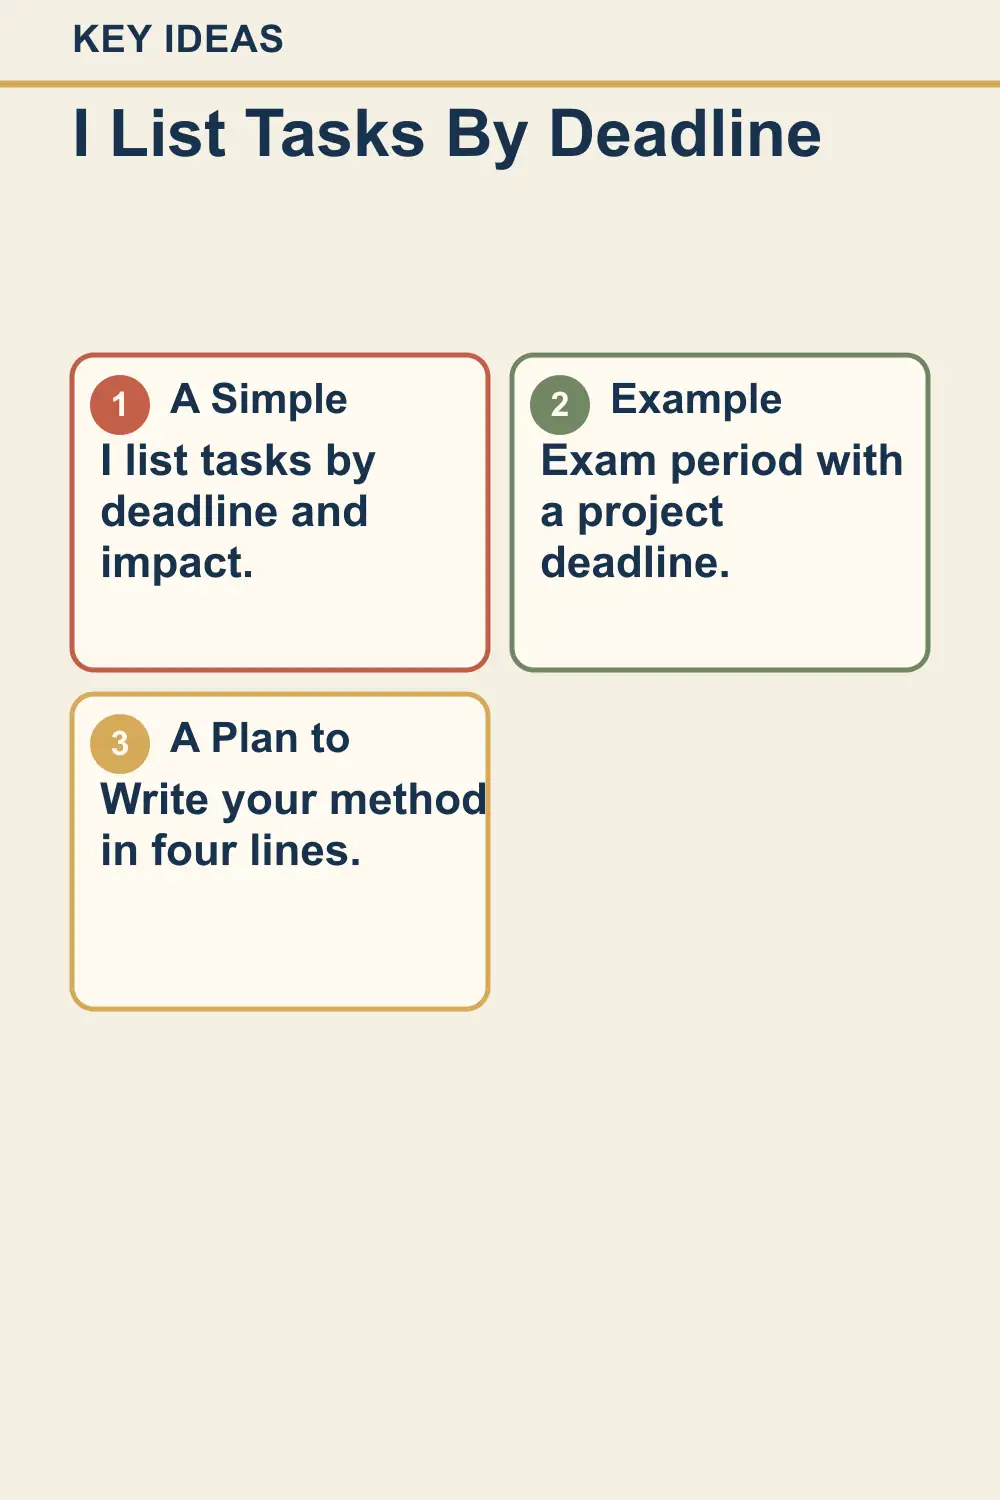 KEY IDEAS
I List Tasks By Deadline
1 A Simple
I list tasks by
deadline and
impact.
2 Example
Exam period with
a project
deadline.
3 A Plan to
Write your method
in four lines.